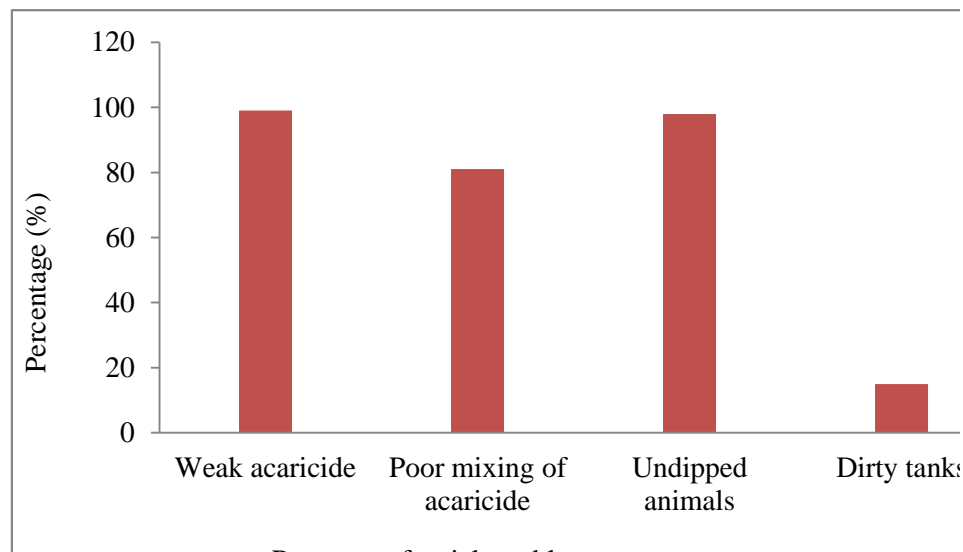 120
100
80
60
40
20
0
Percentage (%)
Weak acaricide
Poor mixing of
acaricide
Undipped
animals
Dirty tanks